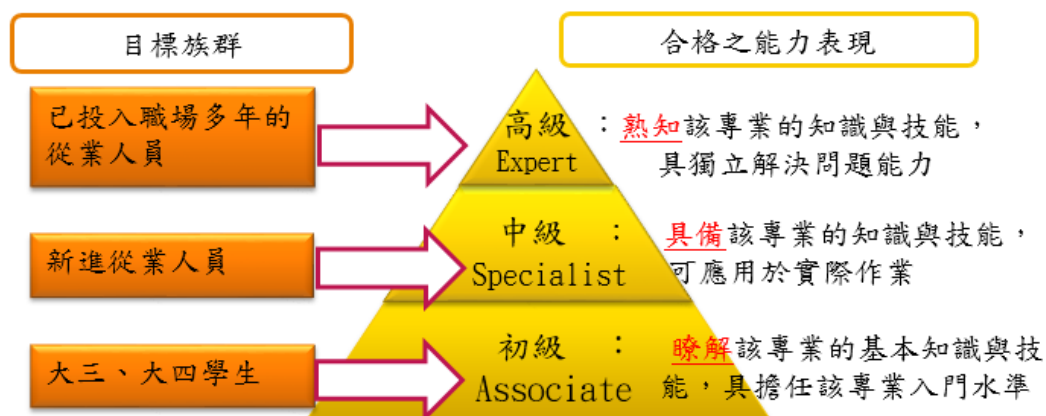 目標族群
合格之能力表現
已投入職場多年的
從業人員
高級 :熟知該專業的知識與技能,
Expert 具獨立解決問題能力
新進從業人員
中級 : 具備該專業的知識與技能,
Specialist 可應用於實際作業
大三、大四學生
初級 : 瞭解該專業的基本知識與技
Associate 能,具擔任該專業入門水準